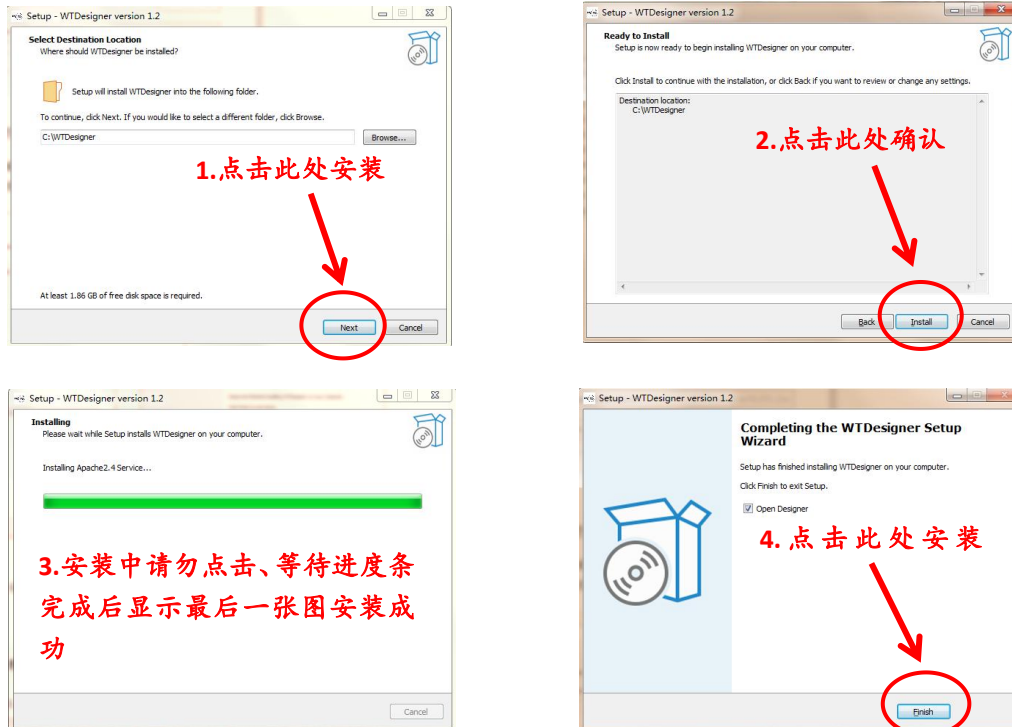 Setup - WTDesigner version 1.2
Select Destination Location
Where should WTDesigner be installed?
Setup will install WTDesigner into the following folder.
To continue, click Next. If you would like to select a different folder, click Browse.
C:\WTDesigner
Browse...
1.点击此处安装
At least 1.86 GB of free disk space is required.
Next
Cancel
Setup - WTDesigner version 1.2
Ready to Install
Setup is now ready to begin installing WTDesigner on your computer.
Click Install to continue with the installation, or click Back if you want to review or change any settings.
Destination location:
C:\WTDesigner
2.点击此处确认
Back
Install
Cancel
Setup - WTDesigner version 1.2
Installing
Please wait while Setup installs WTDesigner on your computer.
Installing Apache2.4 Service...
3.安装中请勿点击、等待进度条
完成后显示最后一张图安装成
功
Cancel
Setup - WTDesigner version 1.2
Completing the WTDesigner Setup
Wizard
Setup has finished installing WTDesigner on your computer.
Click Finish to exit Setup.
Open Designer
4.点击此处安装
Finish